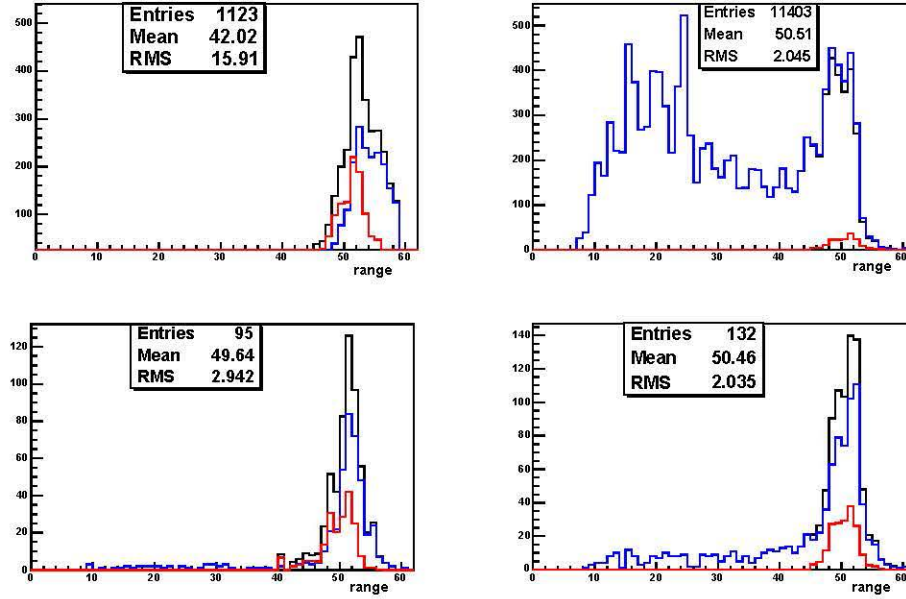 Entries 1123
Mean 42.02
RMS 15.91
500
400
300
200
100
0 10 20 30 40 50 60
range
Entries 11403
Mean 50.51
RMS 2.045
500
400
300
200
100
0
0 10 20 30 40 50 60
range
Entries 95
Mean 49.64
RMS 2.942
120
100
80
60
40
20
0
0 10 20 30 40 50 60
range
Entries 132
Mean 50.46
RMS 2.035
140
120
100
80
60
40
20
0
0 10 20 30 40 50 60
range